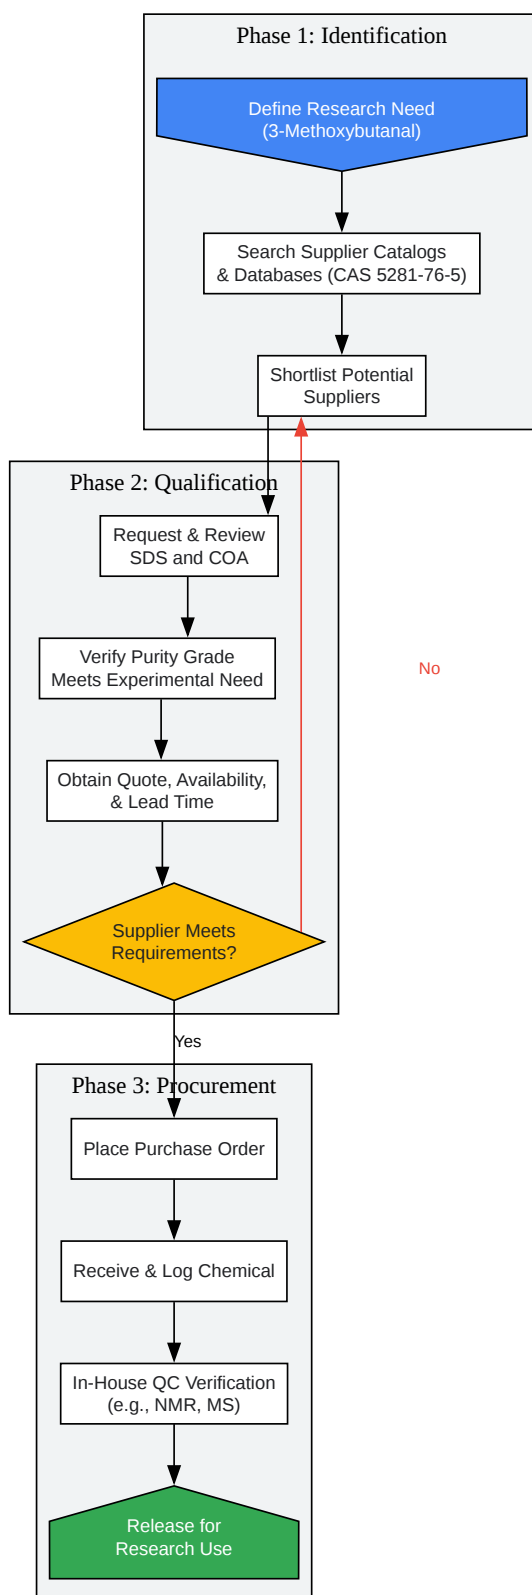 Phase 1: Identification
Define Research Need
(3-Methoxybutanal)
Search Supplier Catalogs
& Databases (CAS 5281-76-5)
Shortlist Potential
Suppliers
Phase 2: Qualification
Request & Review
SDS and COA
Verify Purity Grade
Meets Experimental Need
No
Obtain Quote, Availability,
& Lead Time
Supplier Meets
Requirements?
Yes
Phase 3: Procurement
Place Purchase Order
Receive & Log Chemical
In-House QC Verification
(e.g., NMR, MS)
Release for
Research Use